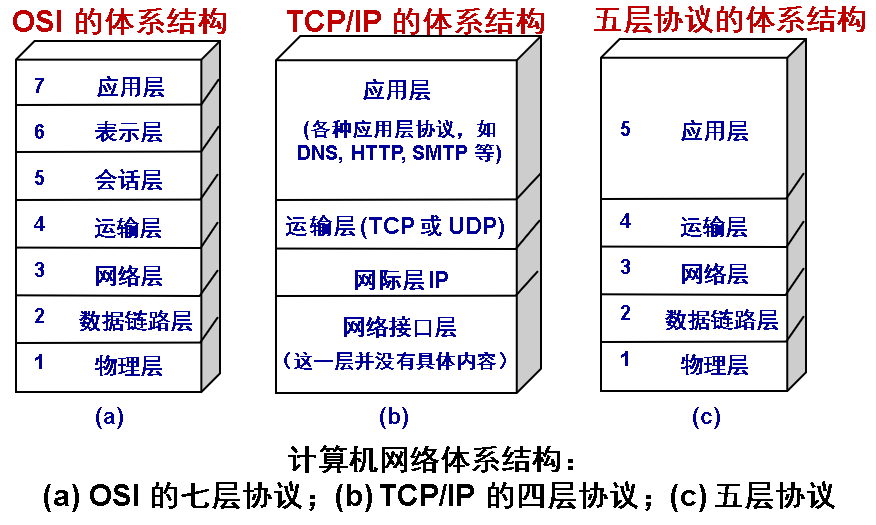 OSI 的体系结构
7 应用层
6 表示层
5 会话层
4 运输层
3 网络层
2 数据链路层
1 物理层
(a)
TCP/IP 的体系结构
应用层
(各种应用层协议，如
DNS, HTTP, SMTP 等)
运输层 (TCP 或 UDP)
网际层 IP
网络接口层
（这一层并没有具体内容）
(b)
五层协议的体系结构
5 应用层
4 运输层
3 网络层
2 数据链路层
1 物理层
(c)
计算机网络体系结构：
(a) OSI 的七层协议；(b) TCP/IP 的四层协议；(c) 五层协议